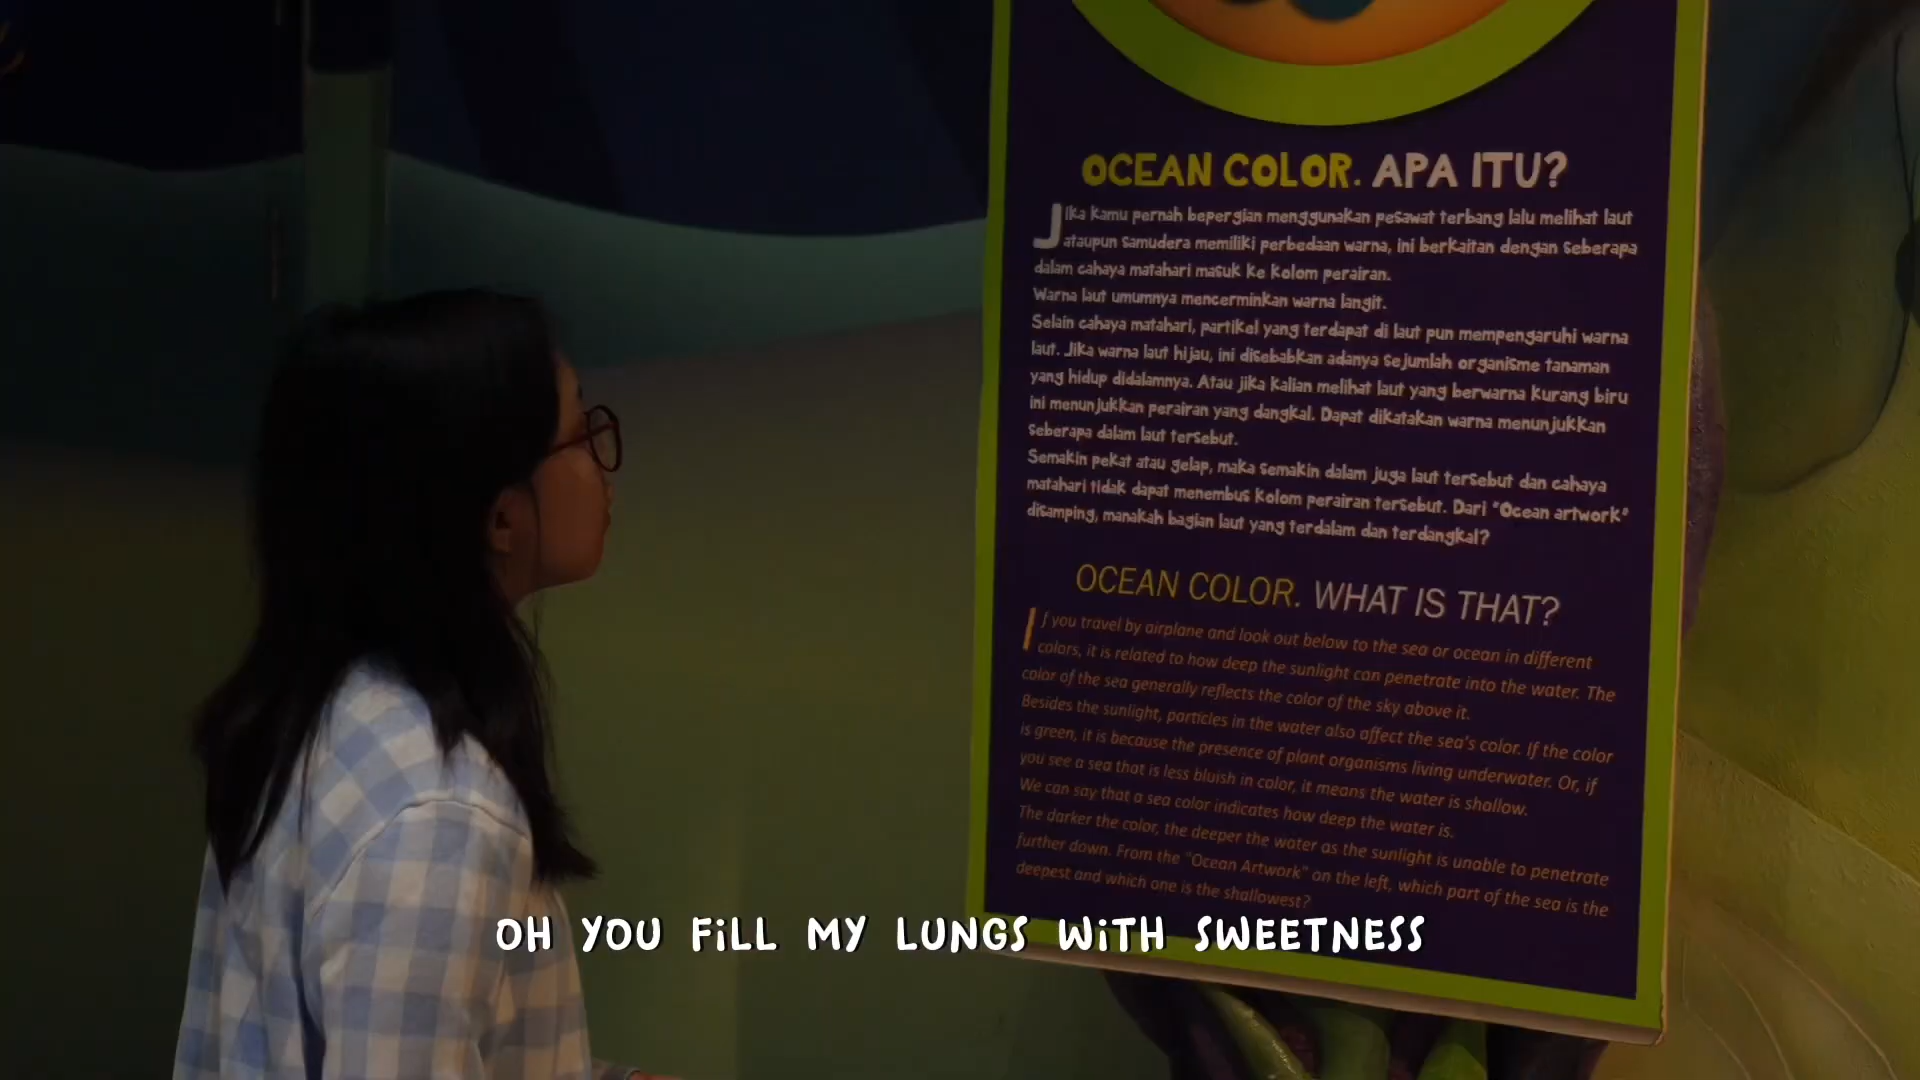 OCEAN COLOR. APA ITU?
Jika kamu pernah bepergian menggunakan pesawat terbang lalu melihat laut
ataupun samudera memiliki perbedaan warna, ini berkaitan dengan seberapa
dalam cahaya matahari masuk ke kolom perairan.
Warna laut umumnya mencerminkan warna langit.
Selain cahaya matahari, partikel yang terdapat di laut pun mempengaruhi warna
laut. Jika warna laut hijau, ini disebabkan adanya sejumlah organisme tanaman
yang hidup didalamnya. Atau jika kalian melihat laut yang berwarna kurang biru
ini menunjukkan perairan yang dangkal. Dapat dikatakan warna menunjukkan
seberapa dalam laut tersebut.
Semakin pekat atau gelap, maka semakin dalam juga laut tersebut dan cahaya
matahari tidak dapat menembus kolom perairan tersebut. Dari "Ocean artwork"
disamping, manakah bagian laut yang terdalam dan terdangkal?
OCEAN COLOR. WHAT IS THAT?
If you travel by airplane and look out below to the sea or ocean in different
colors, it is related to how deep the sunlight can penetrate into the water. The
color of the sea generally reflects the color of the sky above it.
Besides the sunlight, particles in the water also affect the sea's color. If the color
is green, it is because the presence of plant organisms living underwater. Or, if
you see a sea that is less bluish in color, it means the water is shollow.
We can say that a sea color indicates how deep the water is.
The darker the color, the deeper the water as the sunlight is unable to penetrate
further down. From the "Ocean Artwork" on the left, which part of the sea is the
deepest and which one is the shallowest?
OH YOU FiLL MY LUNGS WiTH SWEETNESS